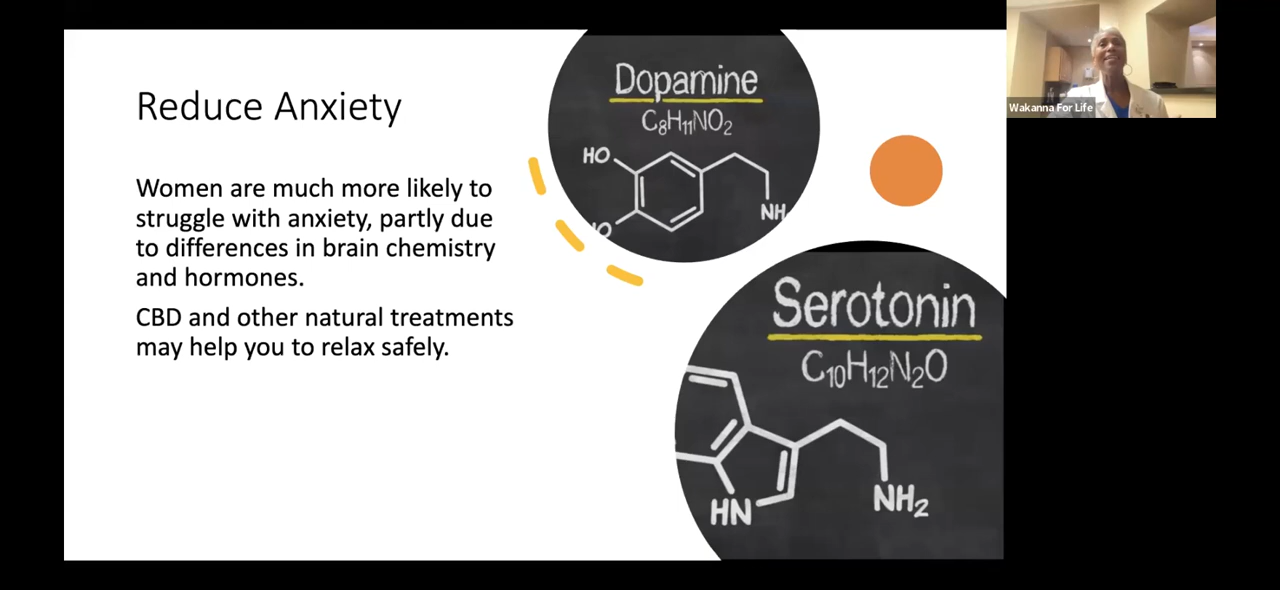 Reduce Anxiety
Women are much more likely to
struggle with anxiety, partly due
to differences in brain chemistry
and hormones.
CBD and other natural treatments
may help you to relax safely.
Dopamine
C₈H₁₁NO₂
HO
NH
Serotonin
C₁₀H₁₂N₂O
HN
NH₂
Wakanna For Life